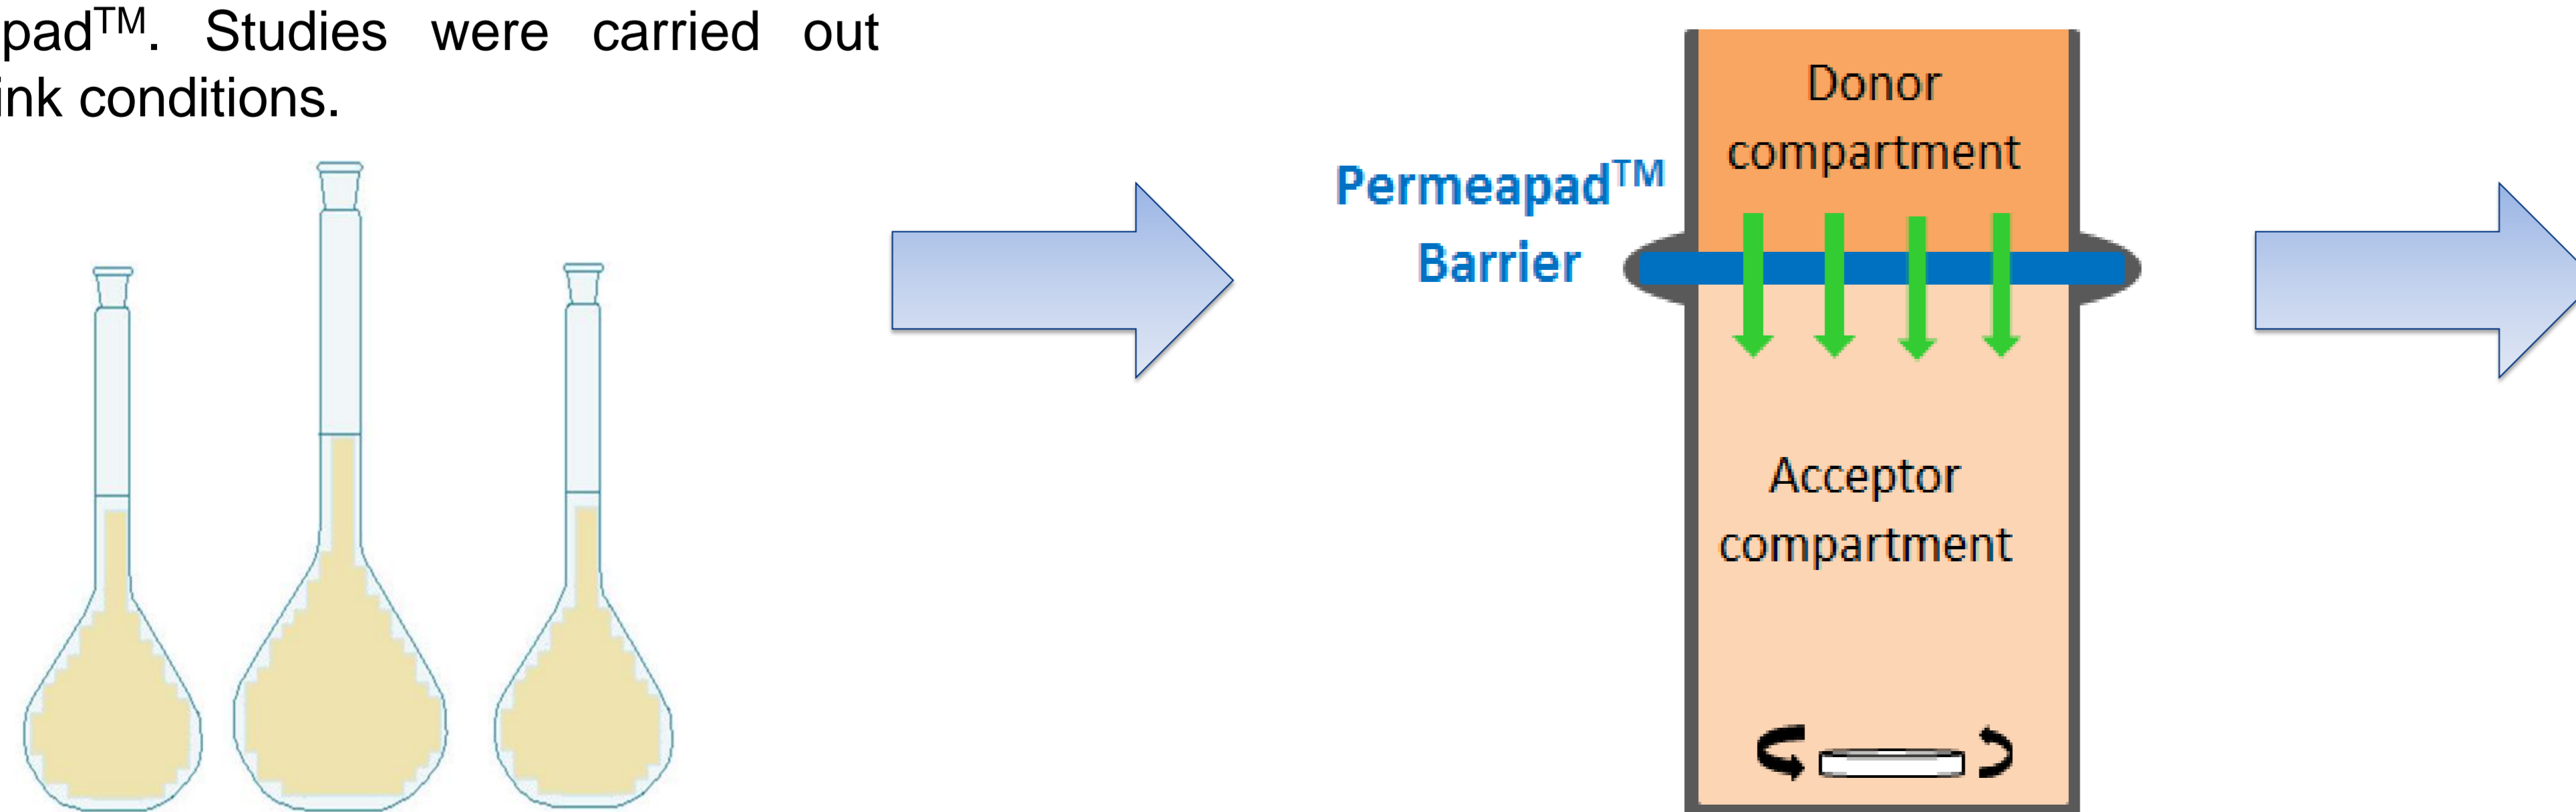 pad™. Studies were carried out
ink conditions.
Donor
compartment
Permeapad™
Barrier
Acceptor
compartment